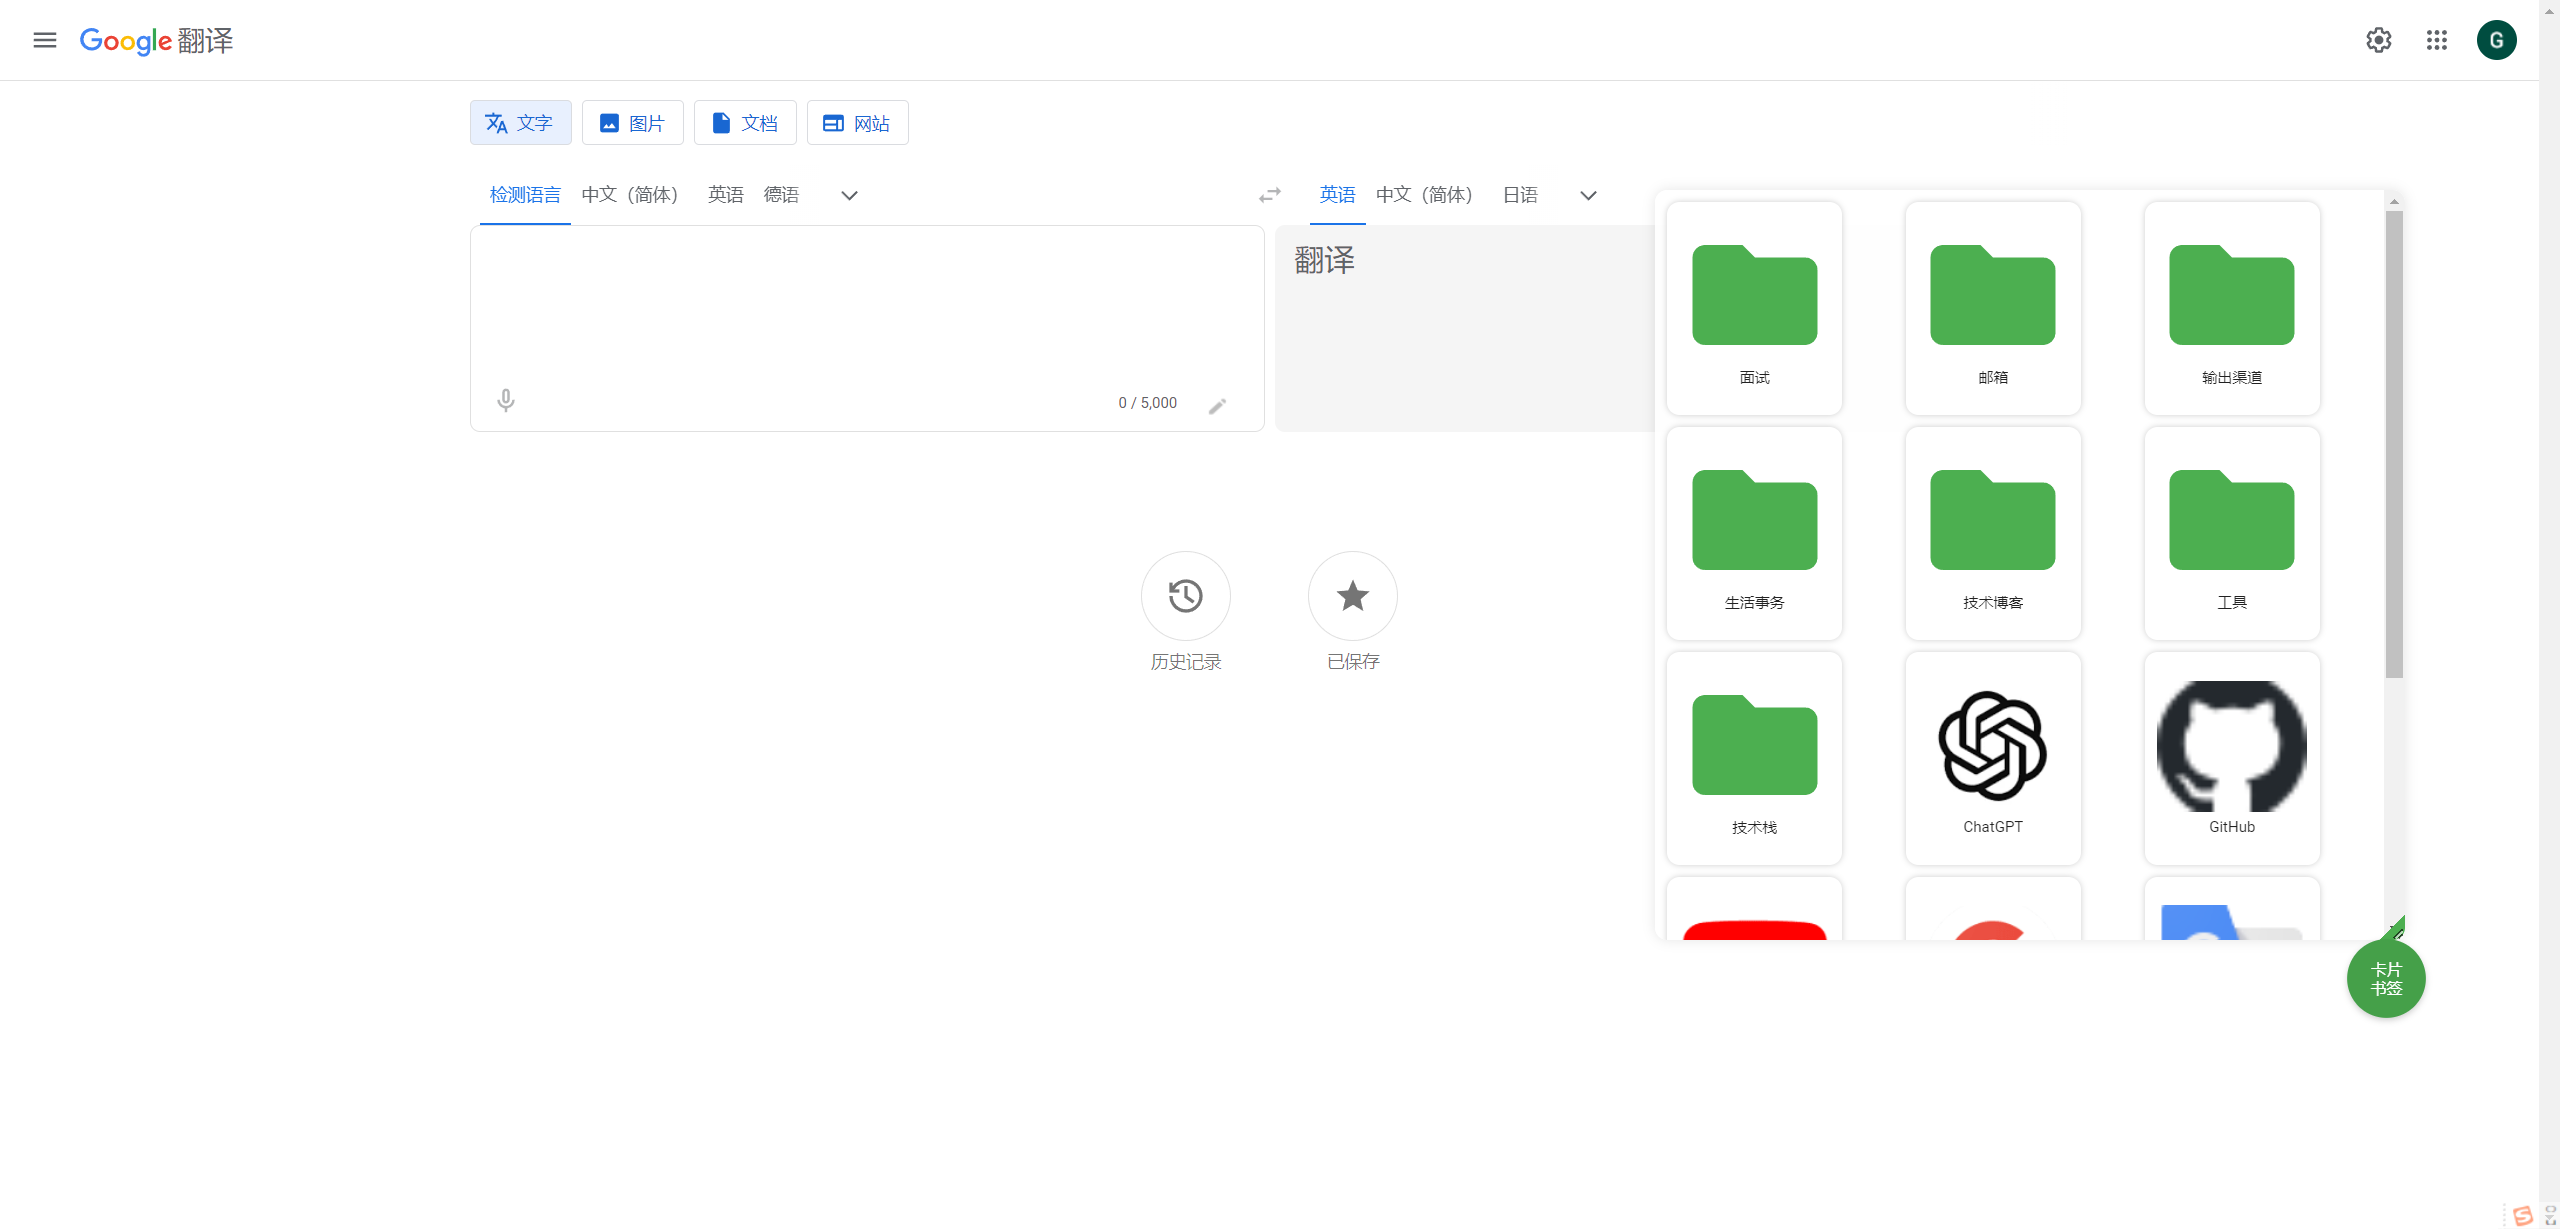 Google 翻译
G
文字
图片
文档
网站
检测语言 中文（简体） 英语 德语
英语 中文（简体） 日语
翻译
0 / 5,000
历史记录
已保存
面试
邮箱
输出渠道
生活事务
技术博客
工具
技术栈
ChatGPT
GitHub
卡片
书签